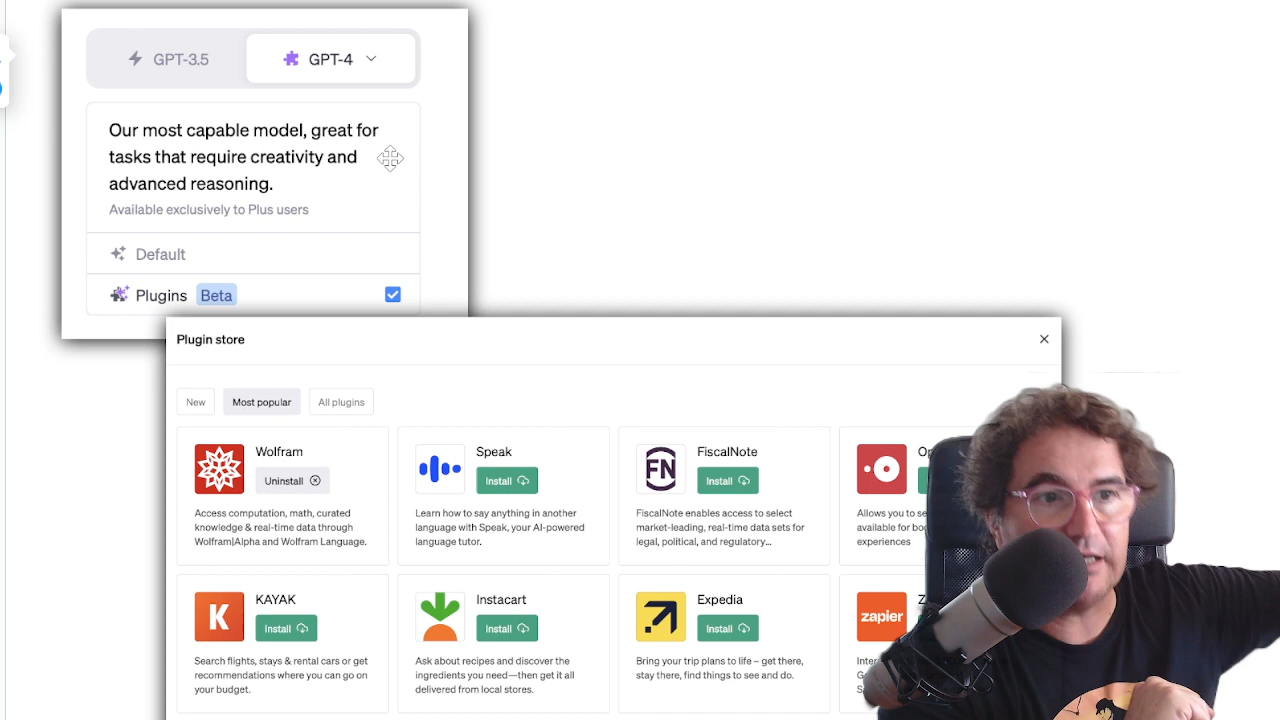 GPT-3.5
GPT-4
Our most capable model, great for
tasks that require creativity and
advanced reasoning.
Available exclusively to Plus users
Default
Plugins Beta
Plugin store
New
Most popular
All plugins
Wolfram
Uninstall
Access computation, math, curated
knowledge & real-time data through
Wolfram|Alpha and Wolfram Language.
Speak
Install
Learn how to say anything in another
language with Speak, your AI-powered
language tutor.
FN
FiscalNote
Install
FiscalNote enables access to select
market-leading, real-time data sets for
legal, political, and regulatory...
Op
Allows you to se
available for boo
experiences
K
KAYAK
Install
Search flights, stays & rental cars or get
recommendations where you can go on
your budget.
Instacart
Install
Ask about recipes and discover the
ingredients you need—then get it all
delivered from local stores.
Expedia
Install
Bring your trip plans to life – get there,
stay there, find things to see and do.
zapier
Z
Inter